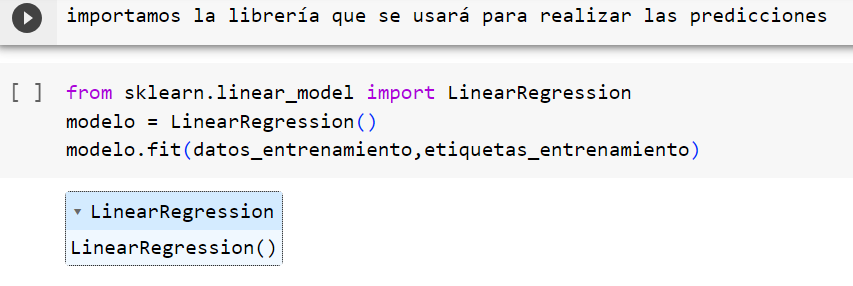 importamos la librería que se usará para realizar las predicciones
[ ] from sklearn.linear_model import LinearRegression
modelo = LinearRegression()
modelo.fit(datos_entrenamiento,etiquetas_entrenamiento)
▾ LinearRegression
LinearRegression()